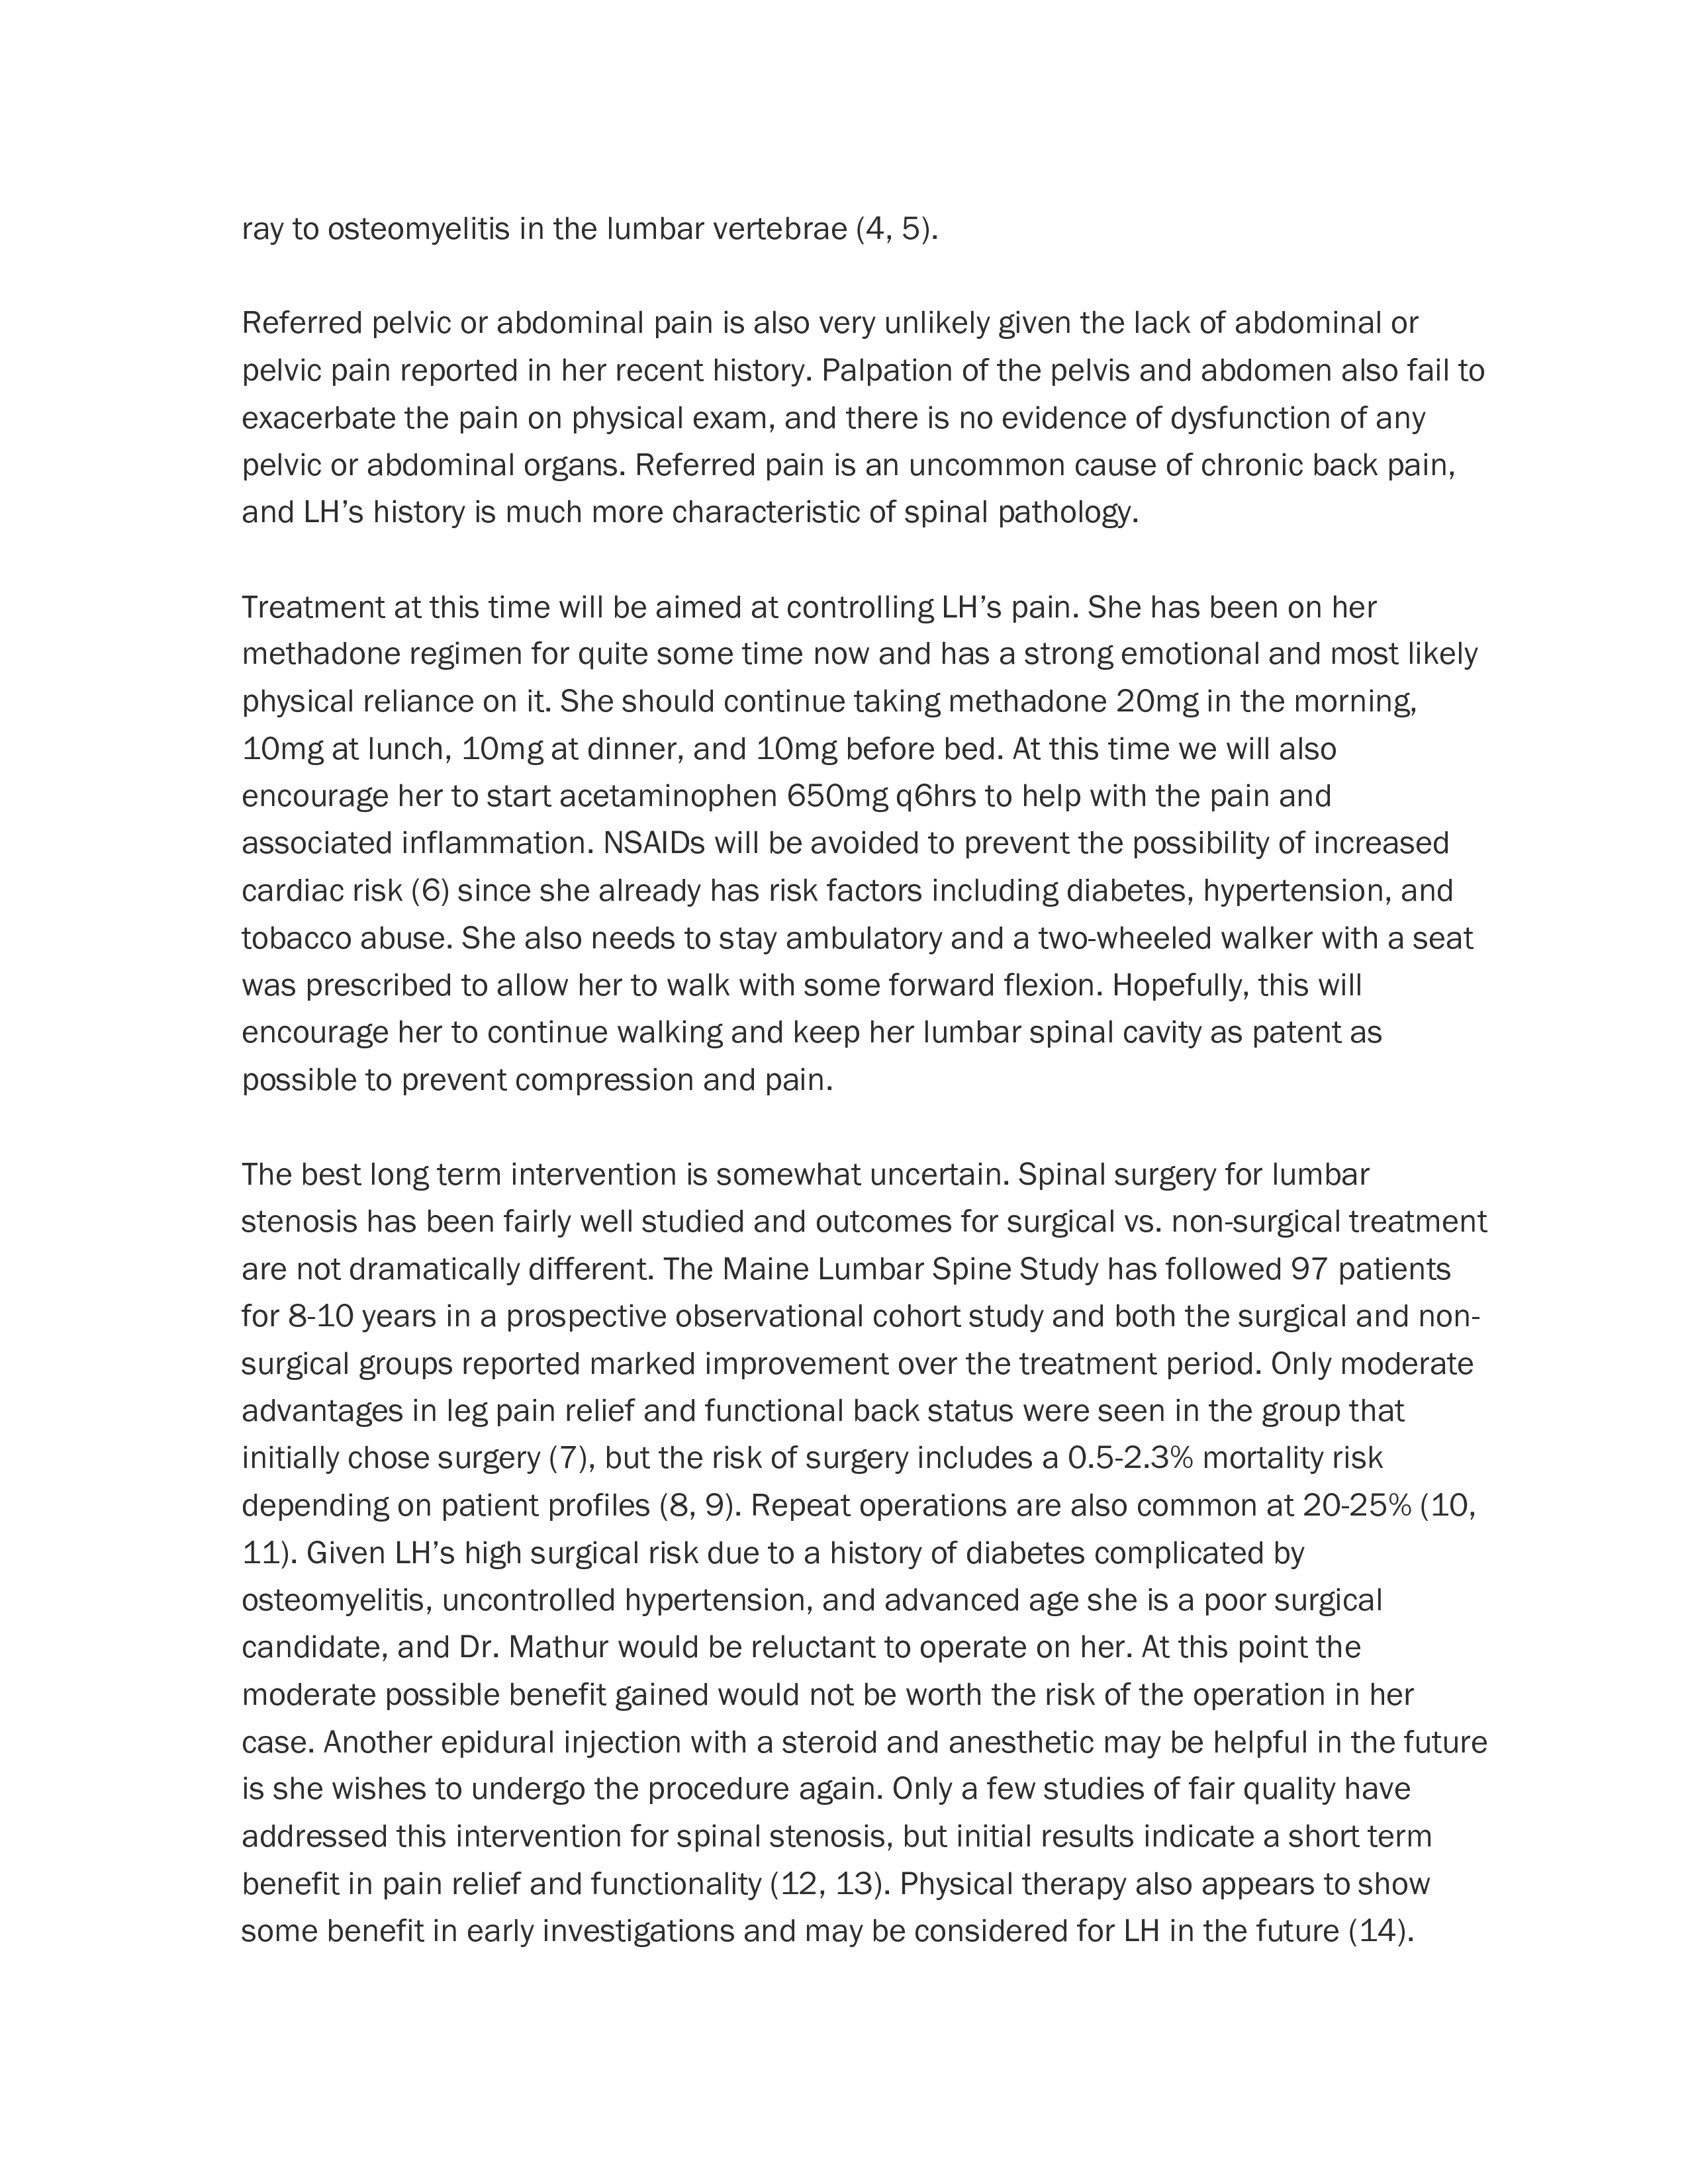 ray to osteomyelitis in the lumbar vertebrae (4, 5).
Referred pelvic or abdominal pain is also very unlikely given the lack of abdominal or
pelvic pain reported in her recent history. Palpation of the pelvis and abdomen also fail to
exacerbate the pain on physical exam, and there is no evidence of dysfunction of any
pelvic or abdominal organs. Referred pain is an uncommon cause of chronic back pain,
and LH’s history is much more characteristic of spinal pathology.
Treatment at this time will be aimed at controlling LH’s pain. She has been on her
methadone regimen for quite some time now and has a strong emotional and most likely
physical reliance on it. She should continue taking methadone 20mg in the morning,
10mg at lunch, 10mg at dinner, and 10mg before bed. At this time we will also
encourage her to start acetaminophen 650mg q6hrs to help with the pain and
associated inflammation. NSAIDs will be avoided to prevent the possibility of increased
cardiac risk (6) since she already has risk factors including diabetes, hypertension, and
tobacco abuse. She also needs to stay ambulatory and a two-wheeled walker with a seat
was prescribed to allow her to walk with some forward flexion. Hopefully, this will
encourage her to continue walking and keep her lumbar spinal cavity as patent as
possible to prevent compression and pain.
The best long term intervention is somewhat uncertain. Spinal surgery for lumbar
stenosis has been fairly well studied and outcomes for surgical vs. non-surgical treatment
are not dramatically different. The Maine Lumbar Spine Study has followed 97 patients
for 8-10 years in a prospective observational cohort study and both the surgical and non-
surgical groups reported marked improvement over the treatment period. Only moderate
advantages in leg pain relief and functional back status were seen in the group that
initially chose surgery (7), but the risk of surgery includes a 0.5-2.3% mortality risk
depending on patient profiles (8, 9). Repeat operations are also common at 20-25% (10,
11). Given LH’s high surgical risk due to a history of diabetes complicated by
osteomyelitis, uncontrolled hypertension, and advanced age she is a poor surgical
candidate, and Dr. Mathur would be reluctant to operate on her. At this point the
moderate possible benefit gained would not be worth the risk of the operation in her
case. Another epidural injection with a steroid and anesthetic may be helpful in the future
is she wishes to undergo the procedure again. Only a few studies of fair quality have
addressed this intervention for spinal stenosis, but initial results indicate a short term
benefit in pain relief and functionality (12, 13). Physical therapy also appears to show
some benefit in early investigations and may be considered for LH in the future (14).